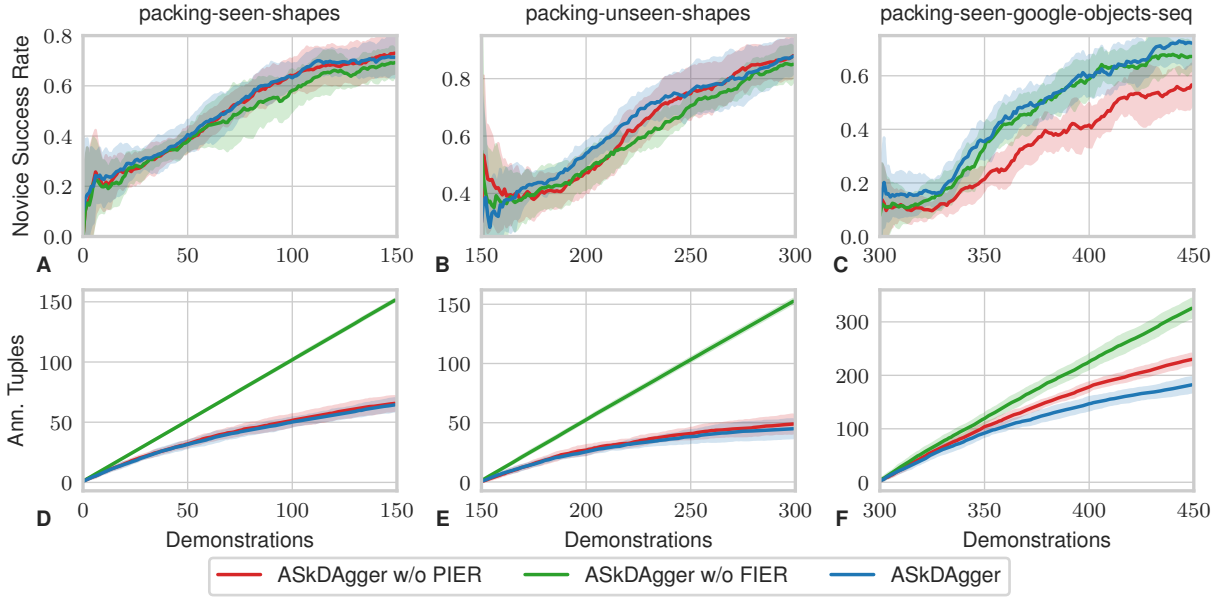 packing-seen-shapes
packing-unseen-shapes
packing-seen-google-objects-seq
Novice Success Rate
0.8
0.6
0.4
0.2
0.0
0
50
100
150
A
0.8
0.6
0.4
150
200
250
300
B
0.6
0.4
0.2
0.0
300
350
400
450
C
Ann. Tuples
150
100
50
0
0
50
100
150
D
Demonstrations
150
100
50
0
150
200
250
300
E
Demonstrations
300
200
100
0
300
350
400
450
F
Demonstrations
ASkDAgger w/o PIER
ASkDAgger w/o FIER
ASkDAgger